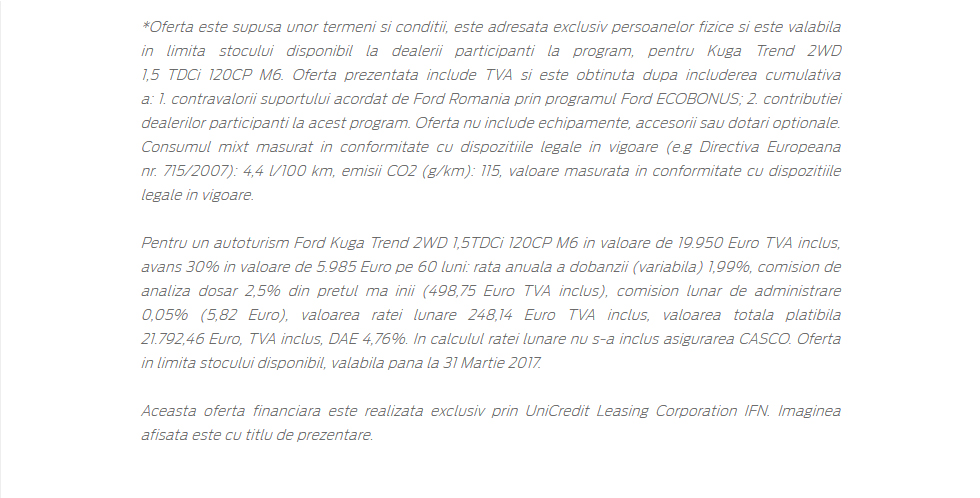 *Oferta este supusa unor termeni si conditii, este adresata exclusiv persoanelor fizice si este valabila
in limita stocului disponibil la dealerii participanti la program, pentru Kuga Trend 2WD
1,5 TDCi 120CP M6. Oferta prezentata include TVA si este obtinuta dupa includerea cumulativa
a: 1. contravalorii suportului acordat de Ford Romania prin programul Ford ECOBONUS; 2. contributiei
dealerilor participanti la acest program. Oferta nu include echipamente, accesorii sau dotari optionale.
Consumul mixt masurat in conformitate cu dispozitiile legale in vigoare (e.g Directiva Europeana
nr. 715/2007): 4,4 l/100 km, emisii CO2 (g/km): 115, valoare masurata in conformitate cu dispozitiile
legale in vigoare.
Pentru un autoturism Ford Kuga Trend 2WD 1,5TDCi 120CP M6 in valoare de 19.950 Euro TVA inclus,
avans 30% in valoare de 5.985 Euro pe 60 luni: rata anuala a dobanzii (variabila) 1,99%, comision de
analiza dosar 2,5% din pretul ma inii (498,75 Euro TVA inclus), comision lunar de administrare
0,05% (5,82 Euro), valoarea ratei lunare 248,14 Euro TVA inclus, valoarea totala platibila
21.792,46 Euro, TVA inclus, DAE 4,76%. In calculul ratei lunare nu s-a inclus asigurarea CASCO. Oferta
in limita stocului disponibil, valabila pana la 31 Martie 2017.
Aceasta oferta financiara este realizata exclusiv prin UniCredit Leasing Corporation IFN. Imaginea
afisata este cu titlu de prezentare.